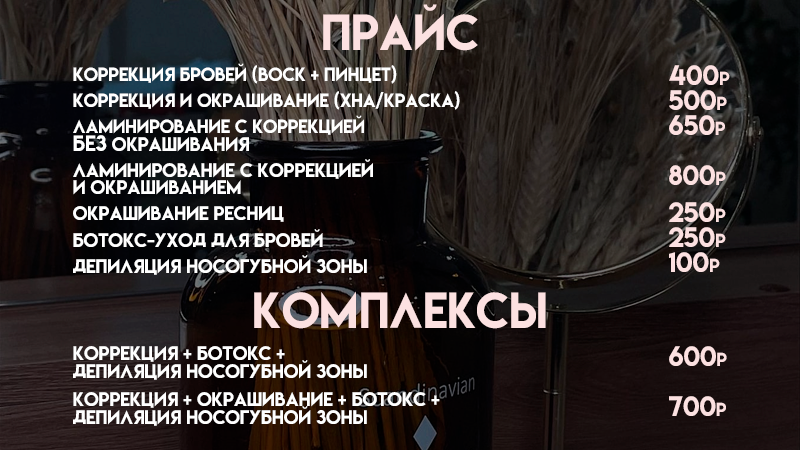 ПРАЙС
КОРРЕКЦИЯ БРОВЕЙ (ВОСК + ПИНЦЕТ) 400Р
КОРРЕКЦИЯ И ОКРАШИВАНИЕ (ХНА/КРАСКА) 500Р
ЛАМИНИРОВАНИЕ С КОРРЕКЦИЕЙ 650Р
БЕЗ ОКРАШИВАНИЯ
ЛАМИНИРОВАНИЕ С КОРРЕКЦИЕЙ
И ОКРАШИВАНИЕМ 800Р
ОКРАШИВАНИЕ РЕСНИЦ 250Р
БОТОКС-УХОД ДЛЯ БРОВЕЙ 250Р
ДЕПИЛЯЦИЯ НОСОГУБНОЙ ЗОНЫ 100Р
КОМПЛЕКСЫ
КОРРЕКЦИЯ + БОТОКС +
ДЕПИЛЯЦИЯ НОСОГУБНОЙ ЗОНЫ 600Р
КОРРЕКЦИЯ + ОКРАШИВАНИЕ + БОТОКС +
ДЕПИЛЯЦИЯ НОСОГУБНОЙ ЗОНЫ 700Р